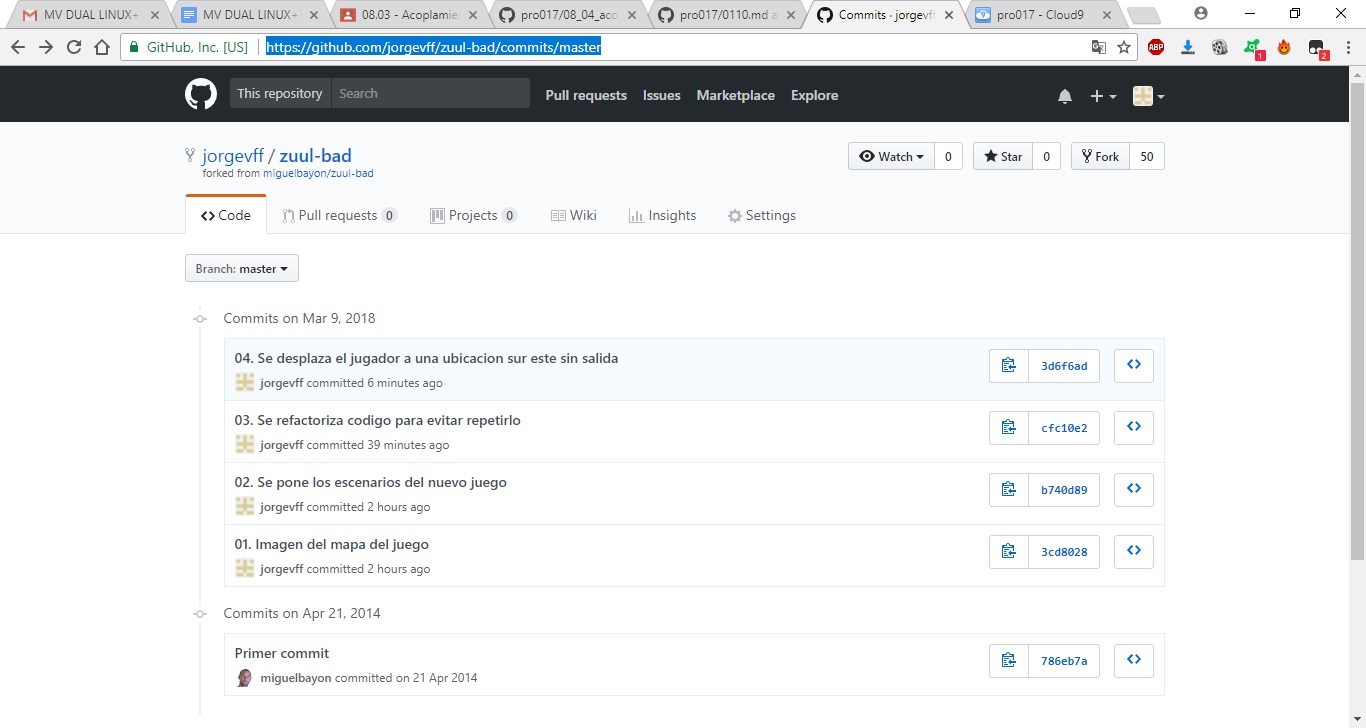 MV DUAL LINUX+
MV DUAL LINUX+
08.03 - Acoplamie
pro017/08_04_aco
pro017/0110.md a
Commits · jorgevff
pro017 - Cloud9
GitHub, Inc. [US]
https://github.com/jorgevff/zuul-bad/commits/master
ABP
1
2
This repository
Search
Pull requests
Issues
Marketplace
Explore
jorgevff / zuul-bad
forked from miguelbayon/zuul-bad
Watch
0
Star
0
Fork
50
Code
Pull requests 0
Projects 0
Wiki
Insights
Settings
Branch: master
Commits on Mar 9, 2018
04. Se desplaza el jugador a una ubicacion sur este sin salida
jorgevff committed 6 minutes ago
3d6f6ad
03. Se refactoriza codigo para evitar repetirlo
jorgevff committed 39 minutes ago
cfc10e2
02. Se pone los escenarios del nuevo juego
jorgevff committed 2 hours ago
b740d89
01. Imagen del mapa del juego
jorgevff committed 2 hours ago
3cd8028
Commits on Apr 21, 2014
Primer commit
miguelbayon committed on 21 Apr 2014
786eb7a